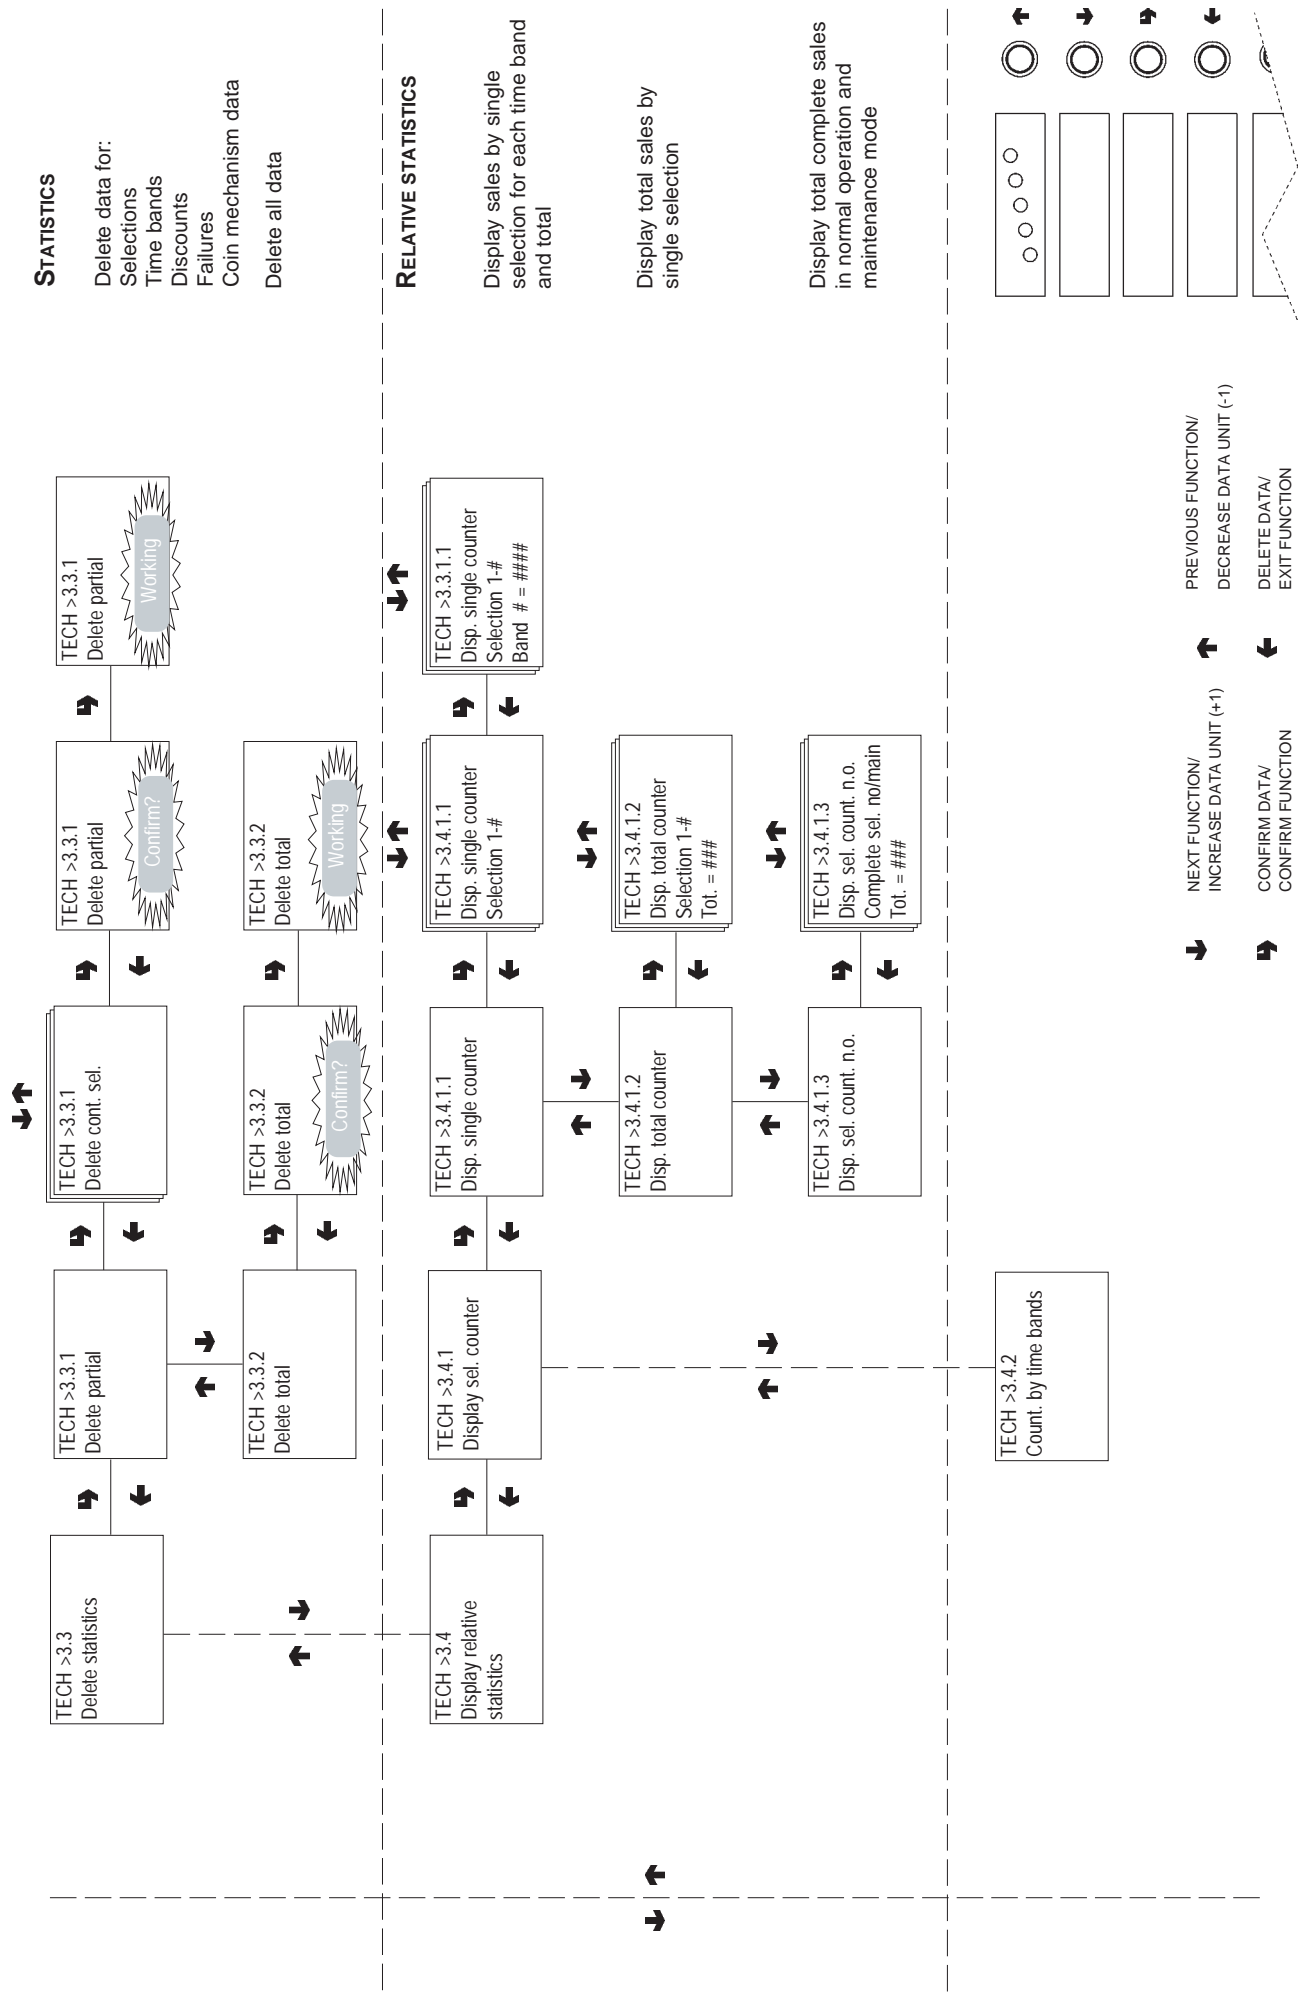 STATISTICS
Delete data for:
Selections
Time bands
Discounts
Failures
Coin mechanism data
Delete all data
TECH >3.3
Delete statistics
TECH >3.3.1
Delete partial
TECH >3.3.1
Delete cont. sel.
TECH >3.3.1
Delete partial
Confirm?
TECH >3.3.1
Delete partial
Working
TECH >3.3.2
Delete total
TECH >3.3.2
Delete total
Confirm?
TECH >3.3.2
Delete total
Working
RELATIVE STATISTICS
Display sales by single
selection for each time band
and total
Display total sales by
single selection
Display total complete sales
in normal operation and
maintenance mode
TECH >3.4
Display relative
statistics
TECH >3.4.1
Display sel. counter
TECH >3.4.1.1
Disp. single counter
TECH >3.4.1.1
Disp. single counter
Selection 1-#
TECH >3.3.1.1
Disp. single counter
Selection 1-#
Band # = ####
TECH >3.4.1.2
Disp. total counter
TECH >3.4.1.2
Disp. total counter
Selection 1-#
Tot. = ###
TECH >3.4.1.3
Disp. sel. count. n.o.
TECH >3.4.1.3
Disp. sel. count. n.o.
Complete sel. no/main
Tot. = ###
TECH >3.4.2
Count. by time bands
NEXT FUNCTION/
INCREASE DATA UNIT (+1)
PREVIOUS FUNCTION/
DECREASE DATA UNIT (-1)
CONFIRM DATA/
CONFIRM FUNCTION
DELETE DATA/
EXIT FUNCTION